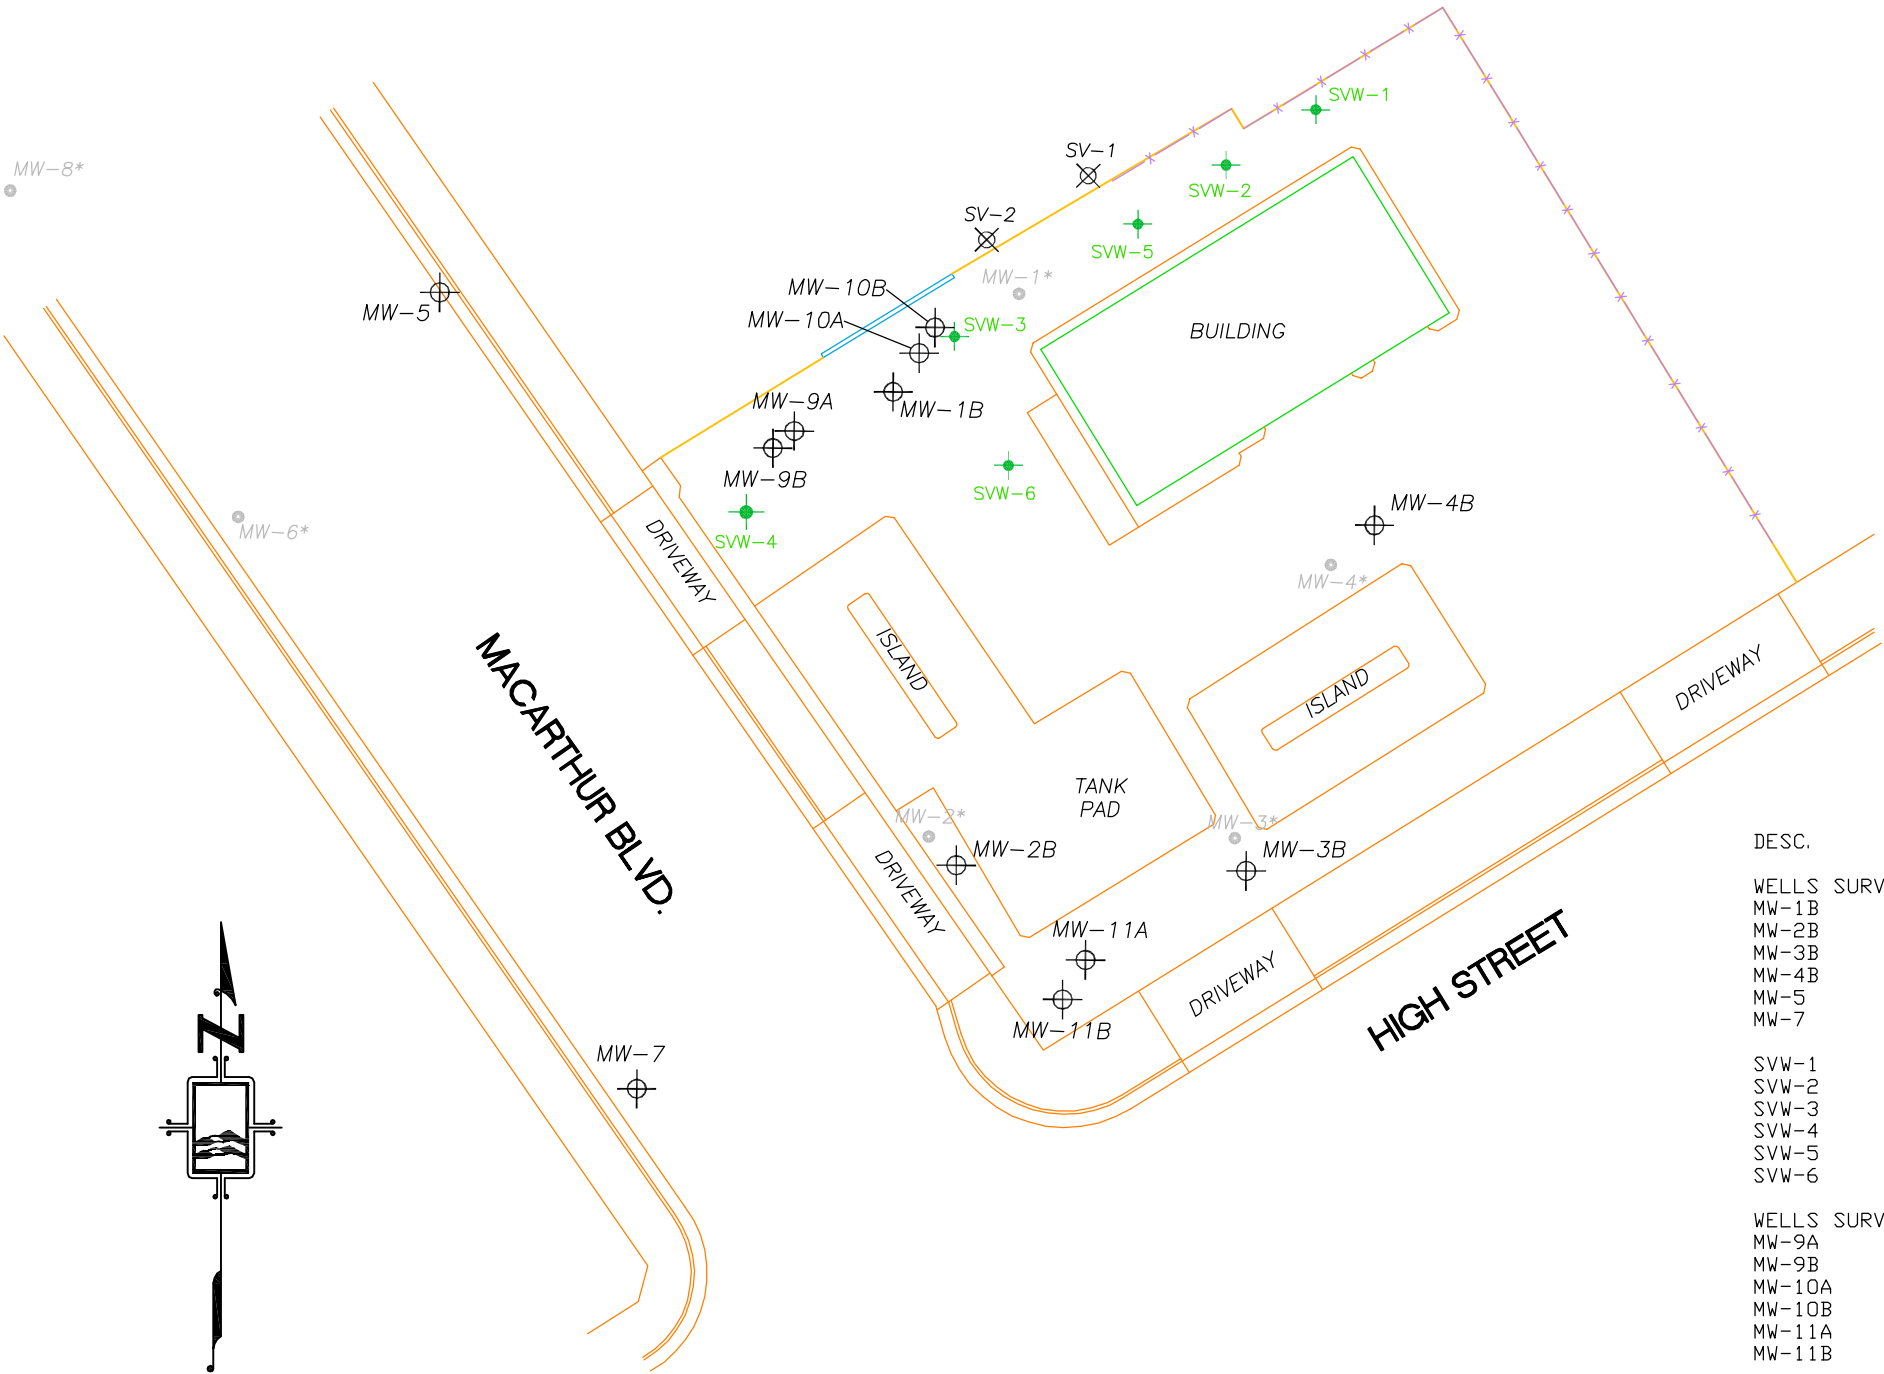 SVW-1
SV-1
MW-8*
SVW-2
SV-2
SVW-5
MW-1*
MW-10B
MW-5
MW-10A
SVW-3
BUILDING
MW-9A
MW-1B
MW-9B
SVW-6
MW-4B
MW-6*
SVW-4
DRIVEWAY
MW-4*
ISLAND
ISLAND
DRIVEWAY
MACARTHUR BLVD.
TANK
PAD
MW-2*
MW-3*
MW-2B
MW-3B
DRIVEWAY
MW-11A
HIGH STREET
DRIVEWAY
MW-11B
MW-7
N
DESC.
WELLS SURV
MW-1B
MW-2B
MW-3B
MW-4B
MW-5
MW-7
SVW-1
SVW-2
SVW-3
SVW-4
SVW-5
SVW-6
WELLS SURV
MW-9A
MW-9B
MW-10A
MW-10B
MW-11A
MW-11B